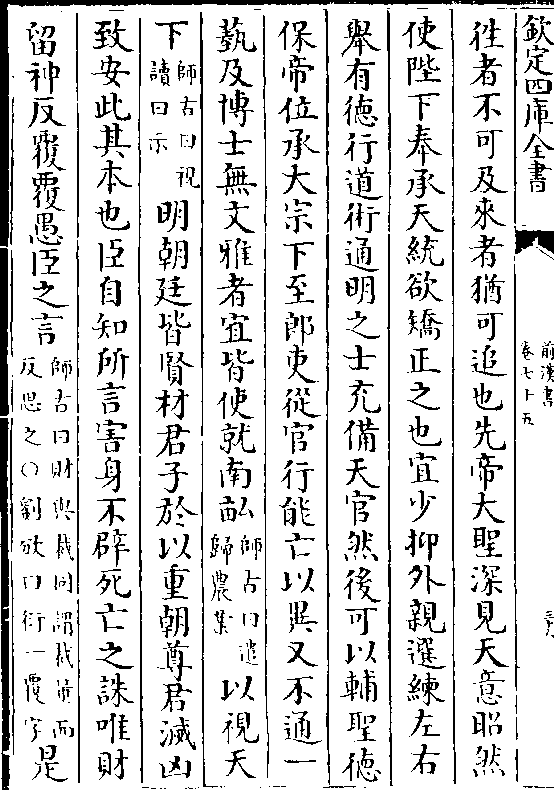 欽定四庫全書
前漢書
卷七十五
往者不可及來者猶可追也先帝大聖深見天意昭然
使陛下奉承天統欲矯正之也宜少抑外親選練左右
舉有德行道術通明之士充備天官然後可以輔聖德
保帝位承大宗下至郎吏從官行能亡以異又不通一
藝及博士無文雅者宜皆使就南畝師古曰遣歸農業以視天
下師古曰視讀曰示明朝廷皆賢材君子於以重朝尊君滅凶
致安此其本也臣自知所言害身不辟死亡之誅唯財
留神反覆覆愚臣之言師古曰財與裁同謂裁量而反思之○劉攽曰衍一覆字是